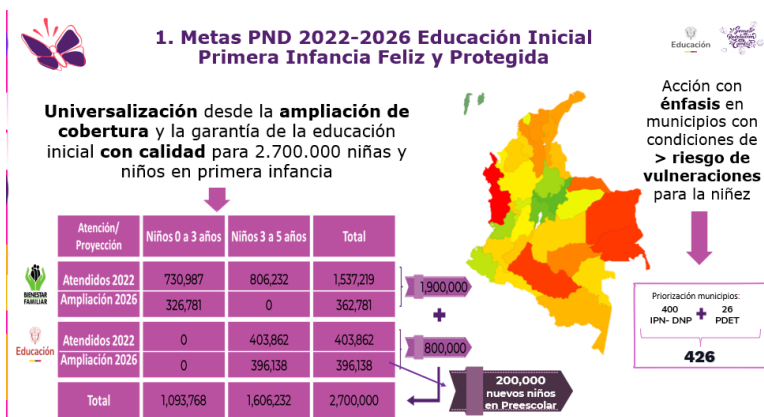 1. Metas PND 2022-2026 Educación Inicial
Primera Infancia Feliz y Protegida
Educación
Universalización desde la ampliación de
cobertura y la garantía de la educación
inicial con calidad para 2.700.000 niñas y
niños en primera infancia
Acción con
énfasis en
municipios con
condiciones de
> riesgo de
vulneraciones
para la niñez
Atención/
Proyección
Niños 0 a 3 años
Niños 3 a 5 años
Total
BIENESTAR
FAMILIAR
Atendidos 2022 730,987 806,232 1,537,219
Ampliación 2026 326,781 0 362,781
1,900,000
+
Educación
Atendidos 2022 0 403,862 403,862
Ampliación 2026 0 396,138 396,138
800,000
Total 1,093,768 1,606,232 2,700,000
200,000
nuevos niños
en Preescolar
Priorización municipios:
400 + 26
IPN- DNP PDET
426